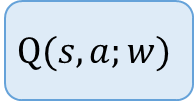 Q(s, a; w)